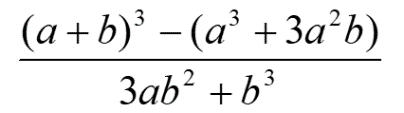 (a + b)³ − (a³ + 3a²b)
3ab² + b³